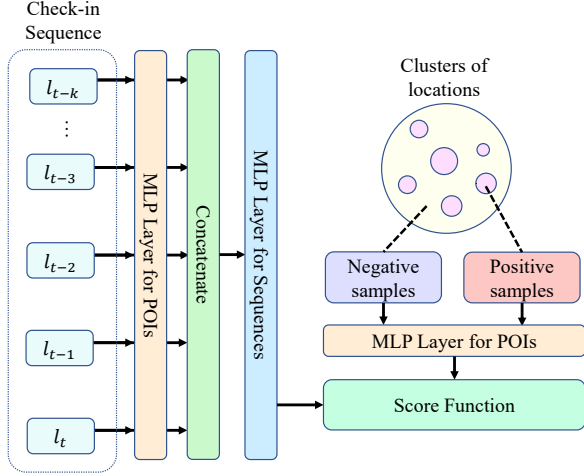 Check-in
Sequence
l_{t-k}
⋮
l_{t-3}
l_{t-2}
l_{t-1}
l_t
MLP Layer for POIs
Concatenate
MLP Layer for Sequences
Clusters of
locations
Negative
samples
Positive
samples
MLP Layer for POIs
Score Function